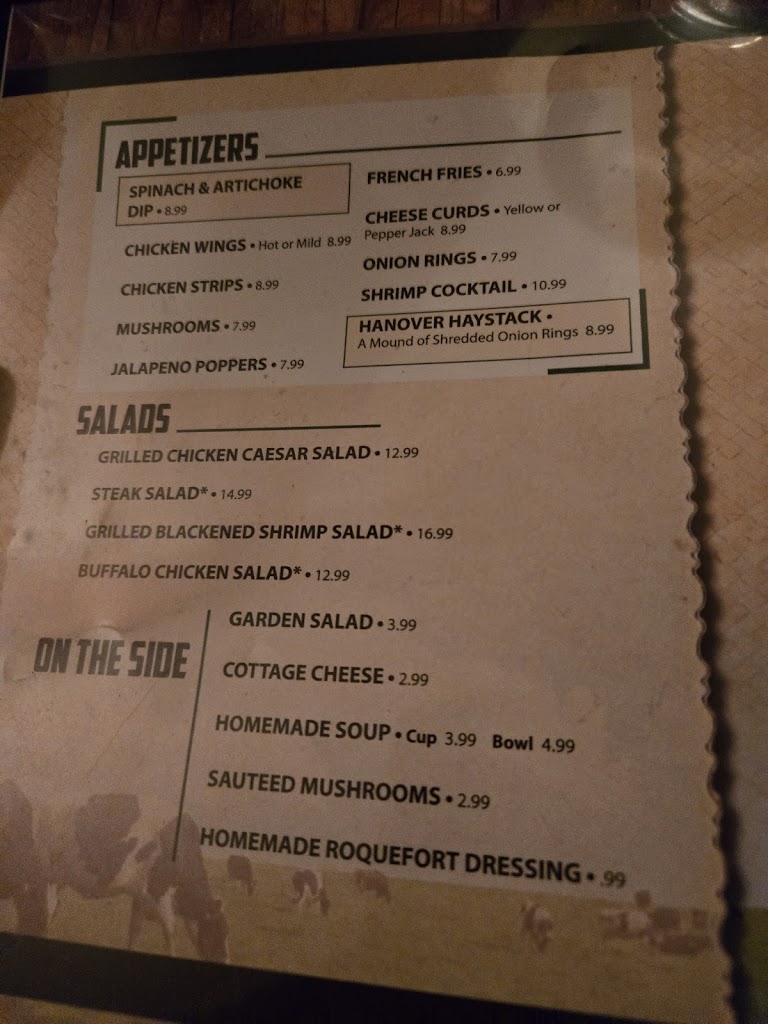 APPETIZERS
SPINACH & ARTICHOKE
DIP • 8.99
CHICKEN WINGS • Hot or Mild 8.99
CHICKEN STRIPS • 8.99
MUSHROOMS • 7.99
JALAPENO POPPERS • 7.99
FRENCH FRIES • 6.99
CHEESE CURDS • Yellow or
Pepper Jack 8.99
ONION RINGS • 7.99
SHRIMP COCKTAIL • 10.99
HANOVER HAYSTACK •
A Mound of Shredded Onion Rings 8.99
SALADS
GRILLED CHICKEN CAESAR SALAD • 12.99
STEAK SALAD* • 14.99
GRILLED BLACKENED SHRIMP SALAD* • 16.99
BUFFALO CHICKEN SALAD* • 12.99
ON THE SIDE
GARDEN SALAD • 3.99
COTTAGE CHEESE • 2.99
HOMEMADE SOUP • Cup 3.99 Bowl 4.99
SAUTEED MUSHROOMS • 2.99
HOMEMADE ROQUEFORT DRESSING • .99